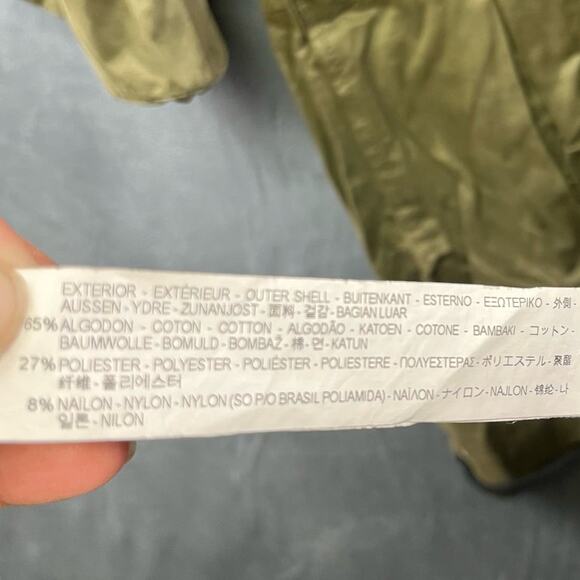 EXTERIOR - EXTÉRIEUR - OUTER SHELL - BUITENKANT - ESTERNO - ΕΞΩΤΕΡΙΚΟ - 外側 -
AUSSEN - YDRE - ZUNANJOST - 面料 - 겉감 - BAGIAN LUAR
65% ALGODON - COTON - COTTON - ALGODÃO - KATOEN - COTONE - BAMBAKI - コットン -
BAUMWOLLE - BOMULD - BOMBAŽ - 棉 - 면 - KATUN
27% POLIESTER - POLYESTER - POLIÉSTER - POLIESTERE - ΠΟΛΥΕΣΤΕΡΑΣ - ポリエステル - 聚酯
纤维 - 폴리에스터
8% NAÏLON - NYLON - NYLON (SO P/O BRASIL POLIAMIDA) - ΝΑΪΛΟΝ - ナイロン - NAJLON - 锦纶 - 나
일론 - NILON